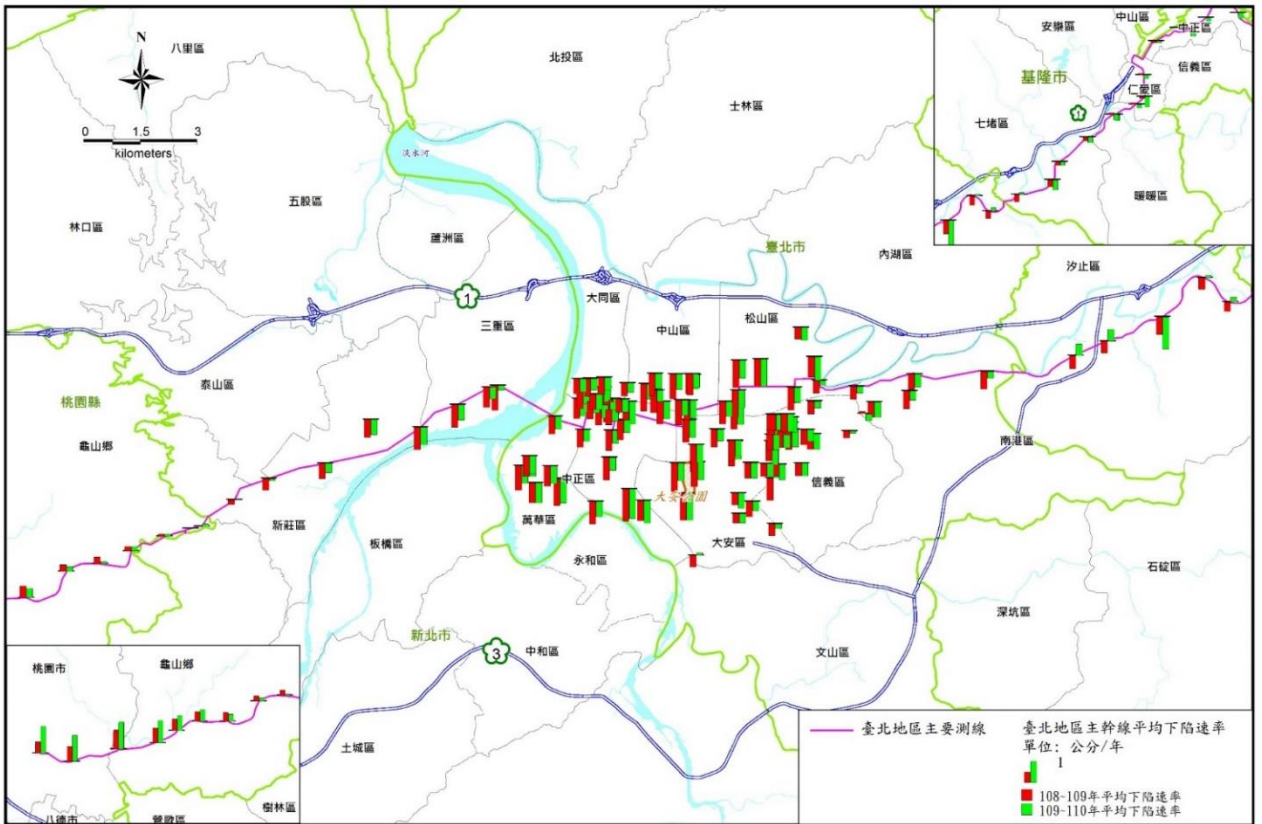 八里區
N
北投區
士林區
0 1.5 3
kilometers
淡水河
五股區
林口區
蘆洲區
臺北市
內湖區
汐止區
1
大同區
三重區
中山區
松山區
泰山區
桃園縣
龜山鄉
南港區
中正區
信義區
新莊區
萬華區
板橋區
永和區
大安區
石碇區
深坑區
新北市
3
中和區
文山區
土城區
安樂區
中山區
中正區
信義區
基隆市
仁愛區
1
七堵區
暖暖區
桃園市
龜山鄉
八德市
鶯歌區
樹林區
臺北地區主要測線
臺北地區主幹線平均下陷速率
單位：公分/年
1
108-109年平均下陷速率
109-110年平均下陷速率